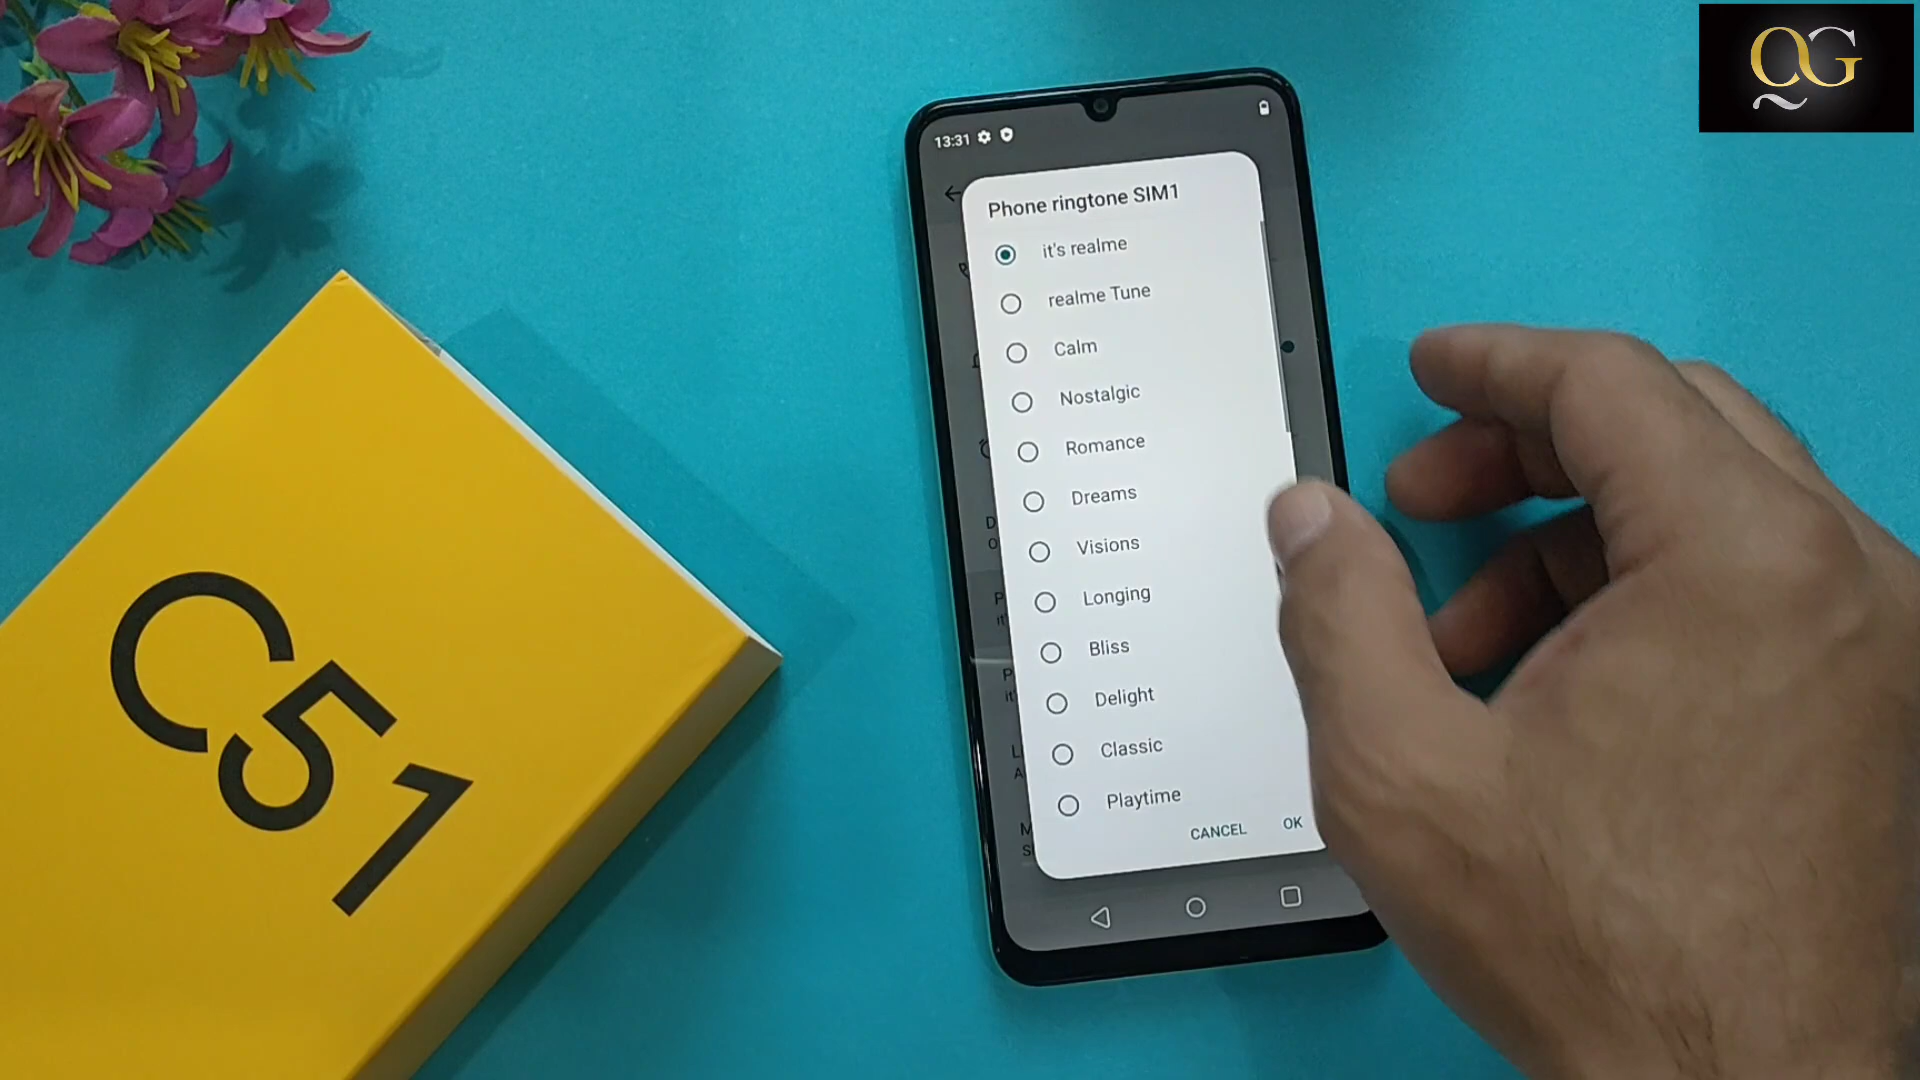 QG
13:31
Phone ringtone SIM1
it's realme
realme Tune
Calm
Nostalgic
Romance
Dreams
Visions
Longing
Bliss
Delight
Classic
Playtime
CANCEL OK
C51